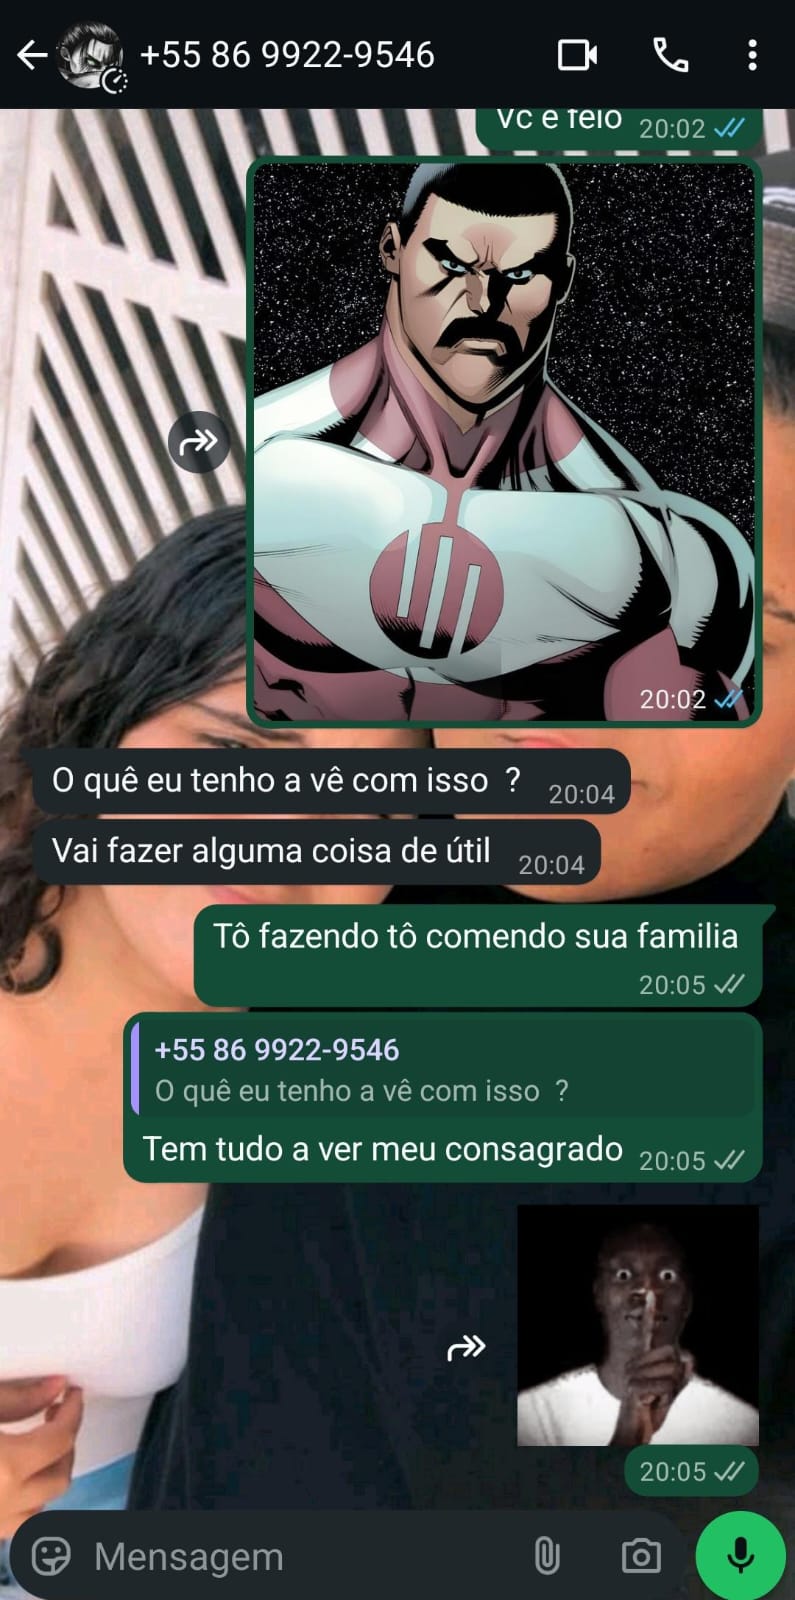 +55 86 9922-9546
Vc é feio 20:02
20:02
O quê eu tenho a vê com isso ? 20:04
Vai fazer alguma coisa de útil 20:04
Tô fazendo tô comendo sua familia
20:05
+55 86 9922-9546
O quê eu tenho a vê com isso ?
Tem tudo a ver meu consagrado 20:05
20:05
Mensagem